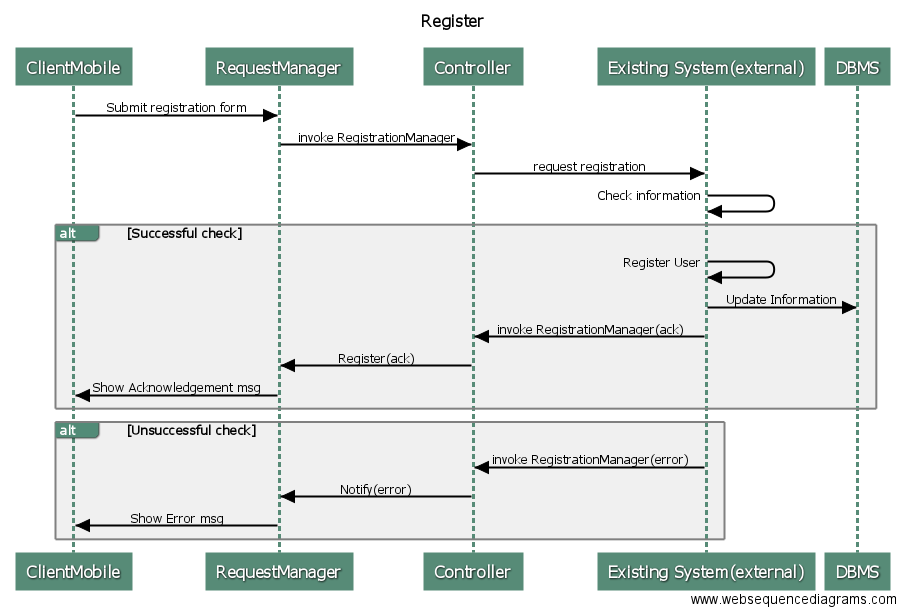 Register
ClientMobile RequestManager Controller Existing System(external) DBMS
Submit registration form
invoke RegistrationManager
request registration
Check information
alt [Successful check]
Register User
Update Information
invoke RegistrationManager(ack)
Register(ack)
Show Acknowledgement msg
alt [Unsuccessful check]
invoke RegistrationManager(error)
Notify(error)
Show Error msg
ClientMobile RequestManager Controller Existing System(external) DBMS
www.websequencediagrams.com